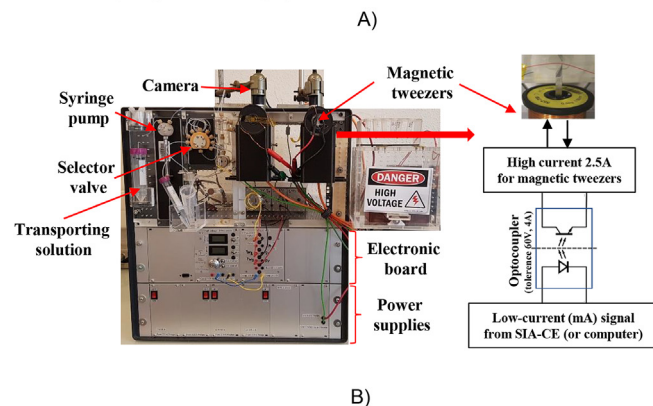 A)
Camera
Syringe
pump
Selector
valve
Transporting
solution
Magnetic
tweezers
DANGER
HIGH
VOLTAGE
Electronic
board
Power
supplies
High current 2.5A
for magnetic tweezers
Optocoupler
(tolerence 60V, 4A)
Low-current (mA) signal
from SIA-CE (or computer)
B)